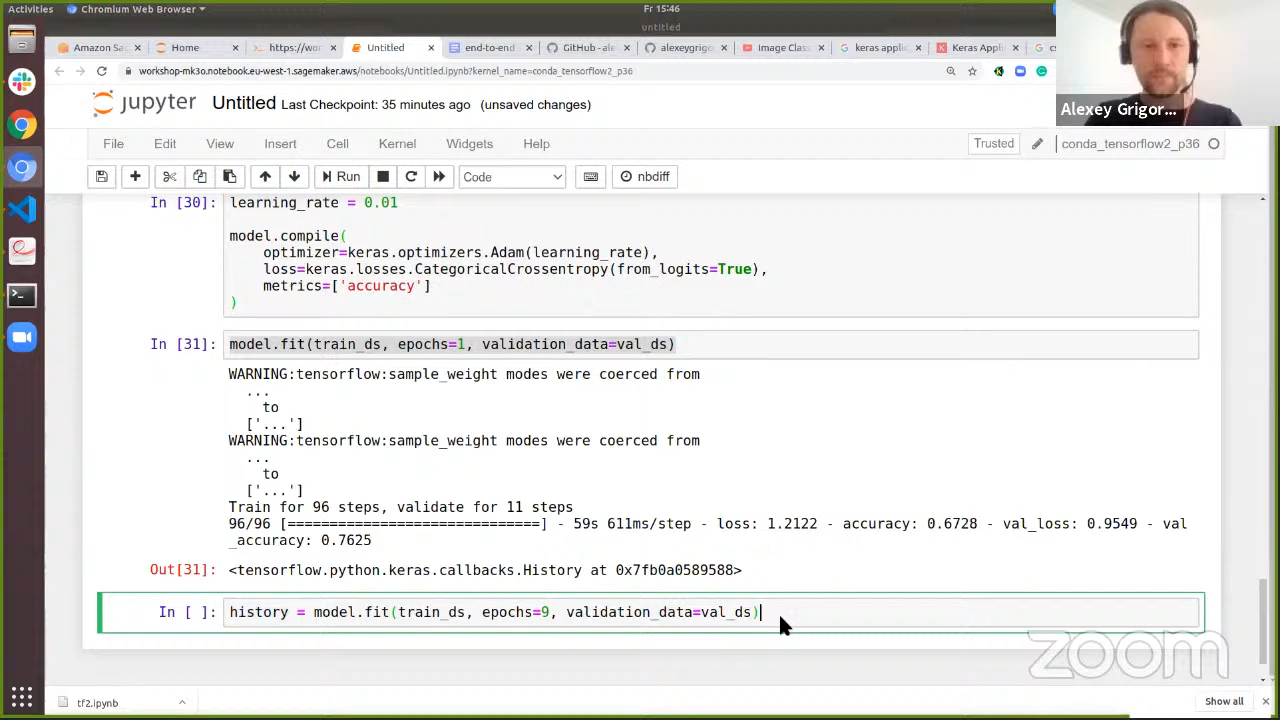 Activities
Chromium Web Browser
Fr 15:46
untitled
Amazon Sag
Home
https://wor
Untitled
end-to-end
GitHub - ale
alexeygrigo
Image Class
keras applic
Keras Applic
cs
workshop-mk3o.notebook.eu-west-1.sagemaker.aws/notebooks/Untitled.ipynb?kernel_name=conda_tensorflow2_p36
Alexey Grigor...
jupyter Untitled Last Checkpoint: 35 minutes ago (unsaved changes)
File Edit View Insert Cell Kernel Widgets Help
Trusted conda_tensorflow2_p36
Run Code nbdiff
In [30]: learning_rate = 0.01
model.compile(
optimizer=keras.optimizers.Adam(learning_rate),
loss=keras.losses.CategoricalCrossentropy(from_logits=True),
metrics=['accuracy']
)
In [31]: model.fit(train_ds, epochs=1, validation_data=val_ds)
WARNING:tensorflow:sample_weight modes were coerced from
...
to
['...']
WARNING:tensorflow:sample_weight modes were coerced from
...
to
['...']
Train for 96 steps, validate for 11 steps
96/96 [==============================] - 59s 611ms/step - loss: 1.2122 - accuracy: 0.6728 - val_loss: 0.9549 - val
_accuracy: 0.7625
Out[31]: <tensorflow.python.keras.callbacks.History at 0x7fb0a0589588>
In [ ]: history = model.fit(train_ds, epochs=9, validation_data=val_ds)
zoom
tf2.ipynb
Show all